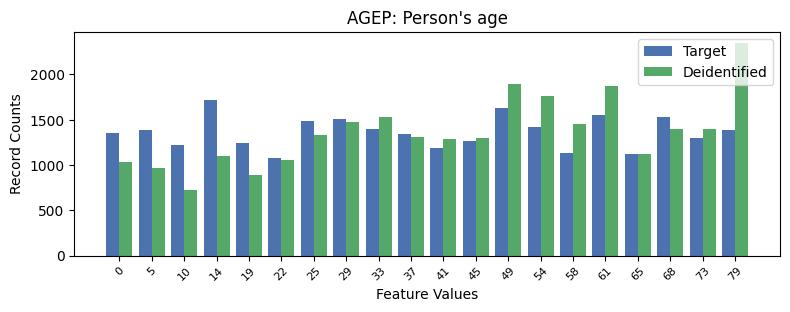 AGEP: Person's age
Target
Deidentified
Record Counts
2000
1500
1000
500
0
0 5 10 14 19 22 25 29 33 37 41 45 49 54 58 61 65 68 73 79
Feature Values